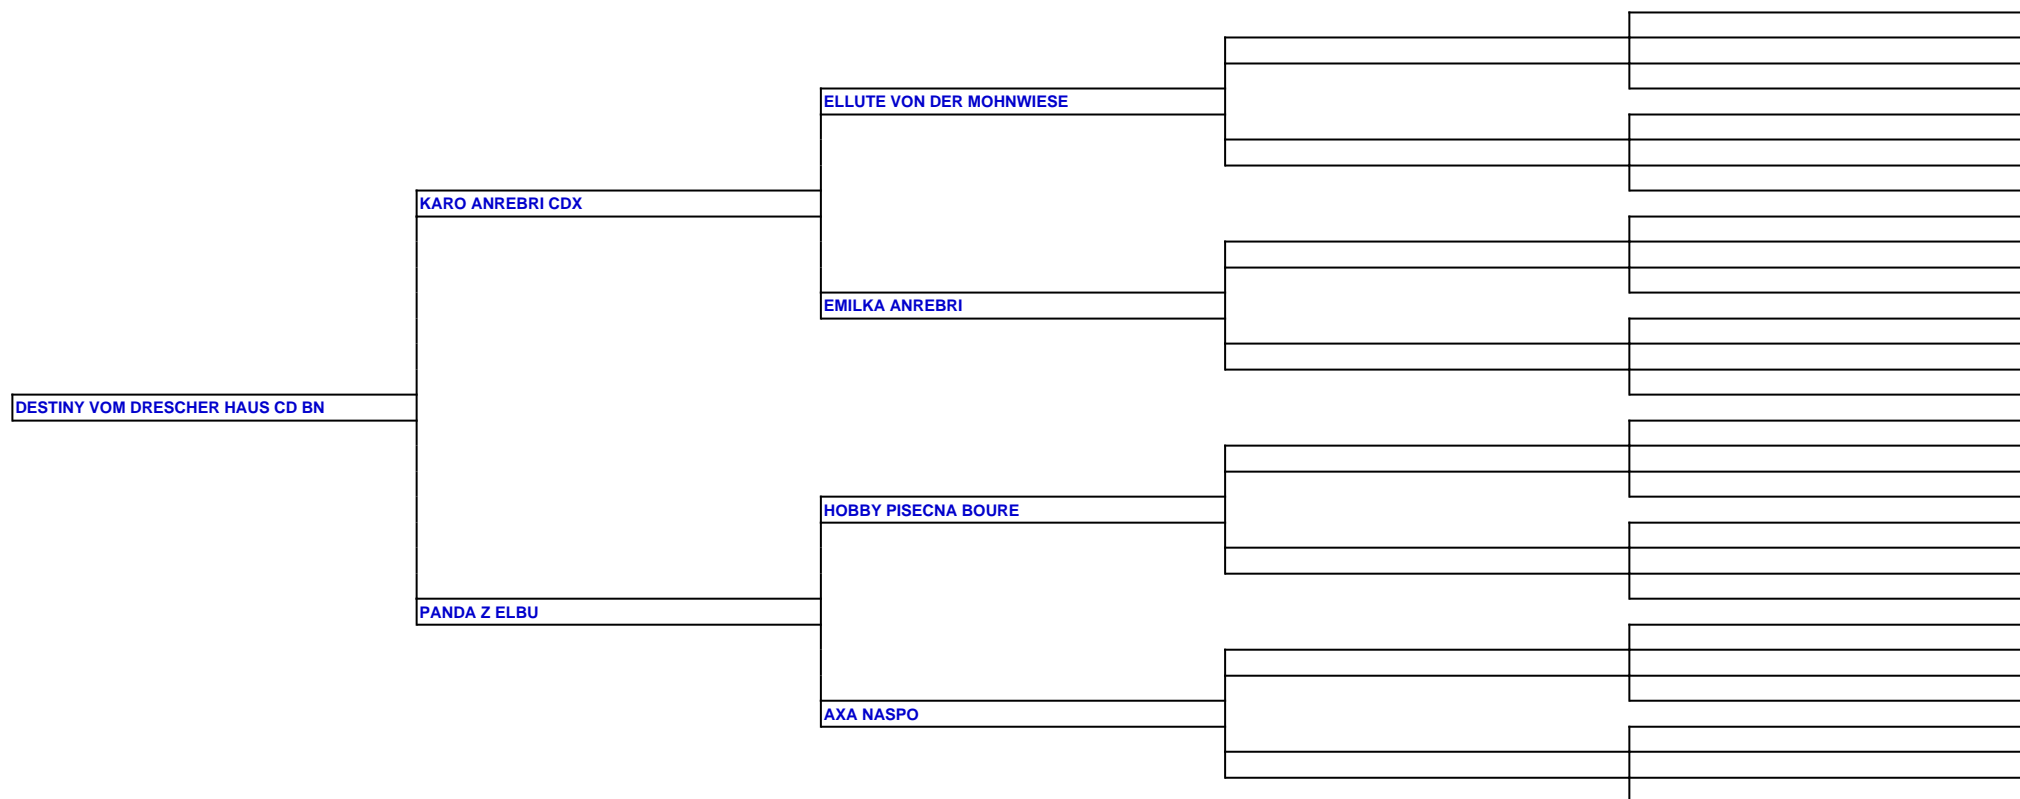 ELLUTE VON DER MOHNWIESE
KARO ANREBRI CDX
EMILKA ANREBRI
DESTINY VOM DRESCHER HAUS CD BN
HOBBY PISECNA BOURE
PANDA Z ELBU
AXA NASPO